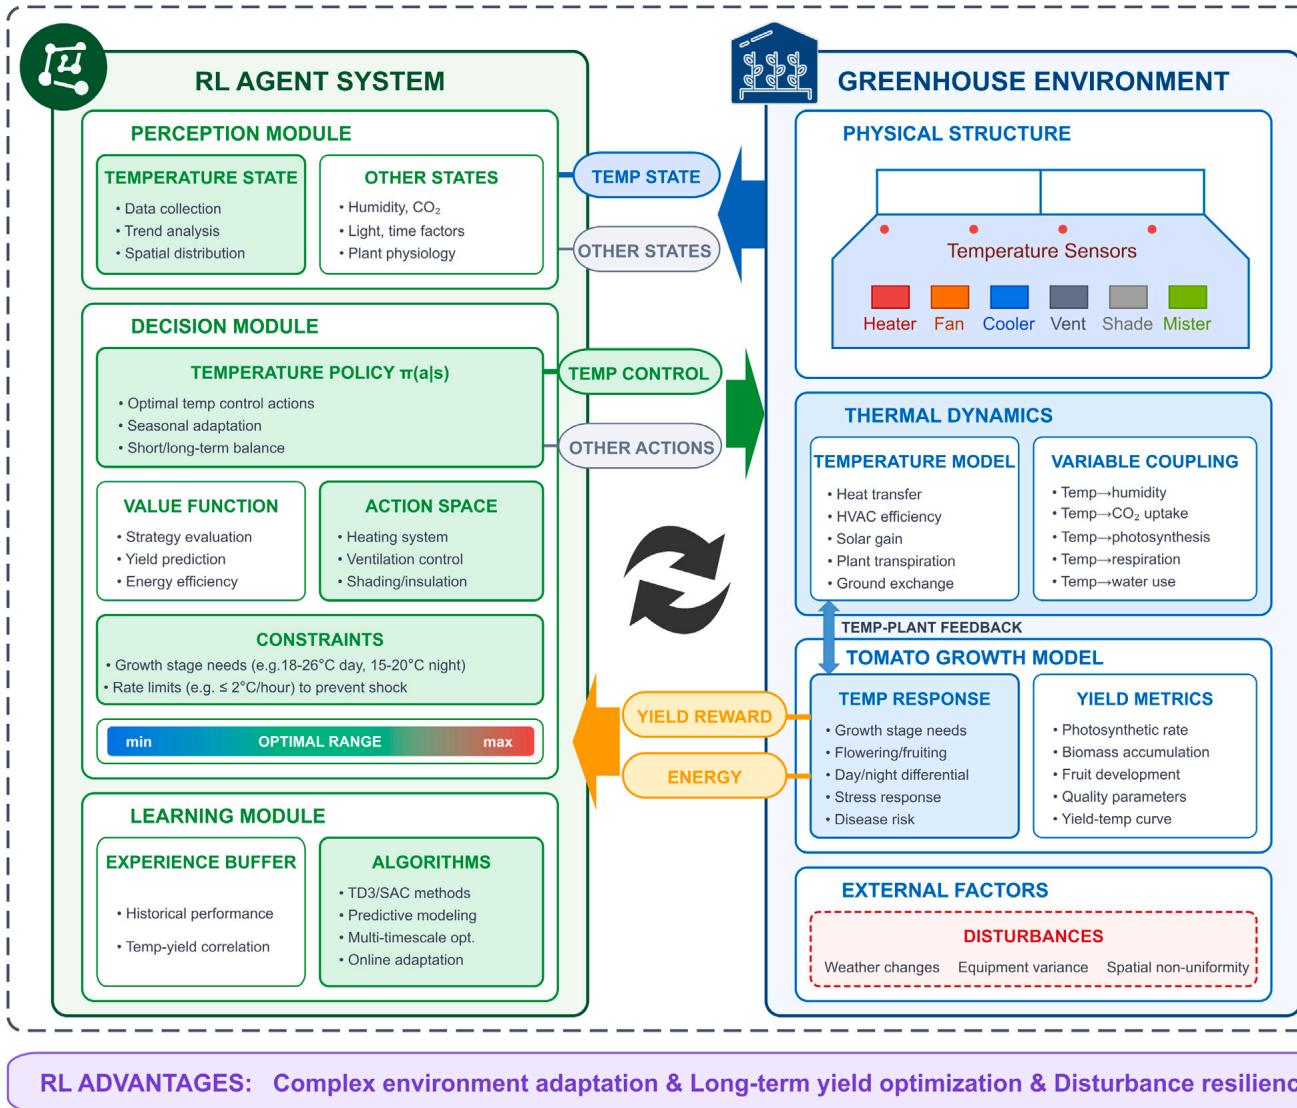 RL AGENT SYSTEM
PERCEPTION MODULE
TEMPERATURE STATE
• Data collection
• Trend analysis
• Spatial distribution
OTHER STATES
• Humidity, CO₂
• Light, time factors
• Plant physiology
DECISION MODULE
TEMPERATURE POLICY π(a|s)
• Optimal temp control actions
• Seasonal adaptation
• Short/long-term balance
VALUE FUNCTION
• Strategy evaluation
• Yield prediction
• Energy efficiency
ACTION SPACE
• Heating system
• Ventilation control
• Shading/insulation
CONSTRAINTS
• Growth stage needs (e.g.18-26°C day, 15-20°C night)
• Rate limits (e.g. ≤ 2°C/hour) to prevent shock
min OPTIMAL RANGE max
LEARNING MODULE
EXPERIENCE BUFFER
• Historical performance
• Temp-yield correlation
ALGORITHMS
• TD3/SAC methods
• Predictive modeling
• Multi-timescale opt.
• Online adaptation
TEMP STATE
OTHER STATES
TEMP CONTROL
OTHER ACTIONS
YIELD REWARD
ENERGY
GREENHOUSE ENVIRONMENT
PHYSICAL STRUCTURE
Temperature Sensors
Heater Fan Cooler Vent Shade Mister
THERMAL DYNAMICS
TEMPERATURE MODEL
• Heat transfer
• HVAC efficiency
• Solar gain
• Plant transpiration
• Ground exchange
VARIABLE COUPLING
• Temp→humidity
• Temp→CO₂ uptake
• Temp→photosynthesis
• Temp→respiration
• Temp→water use
TEMP-PLANT FEEDBACK
TOMATO GROWTH MODEL
TEMP RESPONSE
• Growth stage needs
• Flowering/fruiting
• Day/night differential
• Stress response
• Disease risk
YIELD METRICS
• Photosynthetic rate
• Biomass accumulation
• Fruit development
• Quality parameters
• Yield-temp curve
EXTERNAL FACTORS
DISTURBANCES
Weather changes Equipment variance Spatial non-uniformity
RL ADVANTAGES: Complex environment adaptation & Long-term yield optimization & Disturbance resilienc